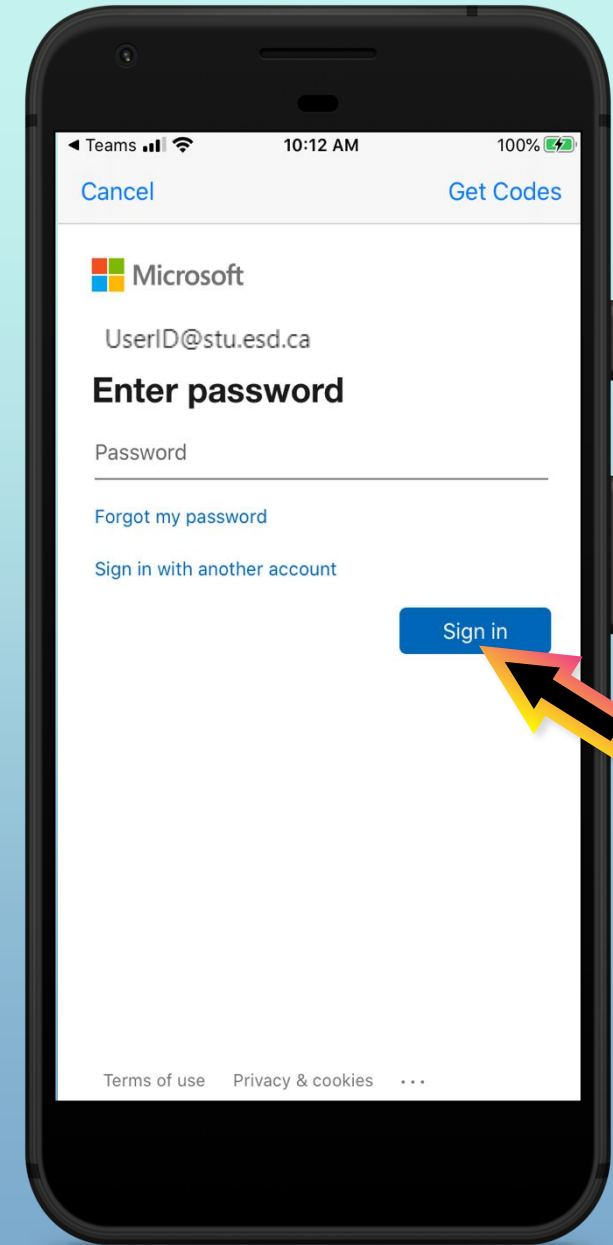 Teams 10:12 AM 100%
Cancel Get Codes
Microsoft
UserID@stu.esd.ca
Enter password
Password
Forgot my password
Sign in with another account
Sign in
Terms of use Privacy & cookies ...